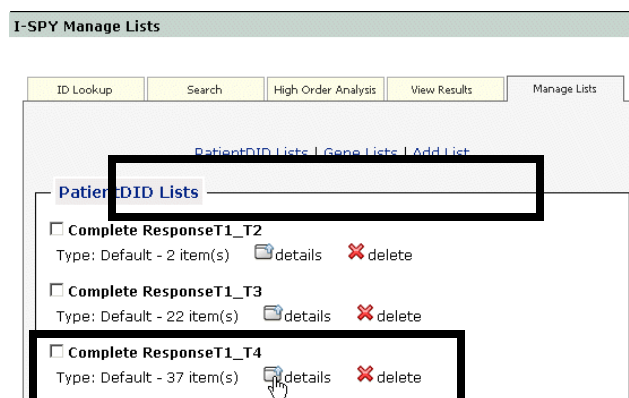 I-SPY Manage Lists
ID Lookup Search High Order Analysis View Results Manage Lists
PatientDID Lists | Gene Lists | Add List
PatientDID Lists
Complete ResponseT1_T2
Type: Default - 2 item(s) details delete
Complete ResponseT1_T3
Type: Default - 22 item(s) details delete
Complete ResponseT1_T4
Type: Default - 37 item(s) details delete